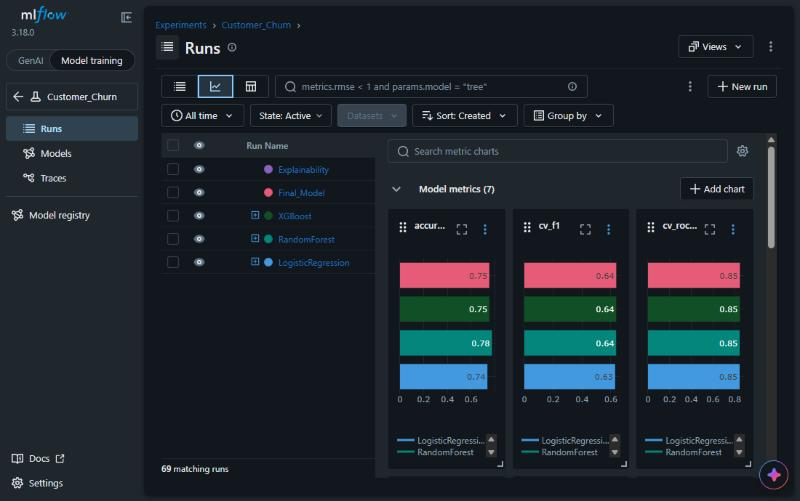 mlflow
3.18.0
GenAI
Model training
Customer_Churn
Runs
Models
Traces
Model registry
Docs
Settings
Experiments > Customer_Churn >
Runs
Views
metrics.rmse < 1 and params.model = "tree"
New run
All time
State: Active
Datasets
Sort: Created
Group by
Run Name
Explainability
Final_Model
XGBoost
RandomForest
LogisticRegression
69 matching runs
Search metric charts
Model metrics (7)
Add chart
accur...
0.75
0.75
0.78
0.74
0 0.2 0.4 0.6
LogisticRegressi...
RandomForest
cv_f1
0.64
0.64
0.64
0.63
0 0.2 0.4 0.6
LogisticRegressi...
RandomForest
cv_roc...
0.85
0.85
0.85
0.85
0 0.2 0.4 0.6 0.8
LogisticRegressi...
RandomForest